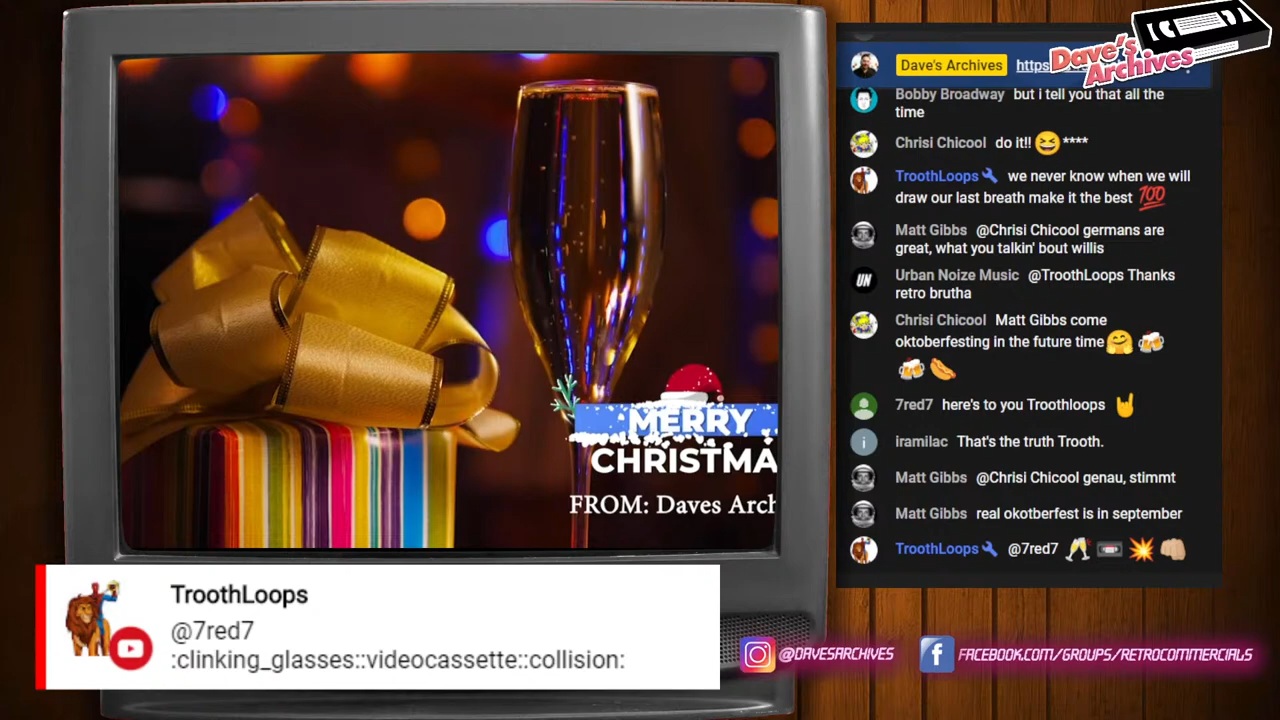 Dave's
Archives
Dave's Archives https
Bobby Broadway but i tell you that all the
time
Chrisi Chicool do it!! 😆****
TroothLoops we never know when we will
draw our last breath make it the best 💯
Matt Gibbs @Chrisi Chicool germans are
great, what you talkin' bout willis
UN
Urban Noize Music @TroothLoops Thanks
retro brutha
Chrisi Chicool Matt Gibbs come
oktoberfesting in the future time🤗 🍻
🍻 🌭
7red7 here's to you Troothloops 🤘
i
iramilac That's the truth Trooth.
Matt Gibbs @Chrisi Chicool genau, stimmt
Matt Gibbs real okotberfest is in september
TroothLoops @7red7 🥂 📼 💥 👊🏼
MERRY
CHRISTMA
FROM: Daves Arch
TroothLoops
@7red7
:clinking_glasses::videocassette::collision:
@DAVESARCHIVES
FACEBOOK.COM/GROUPS/RETROCOMMERCIALS